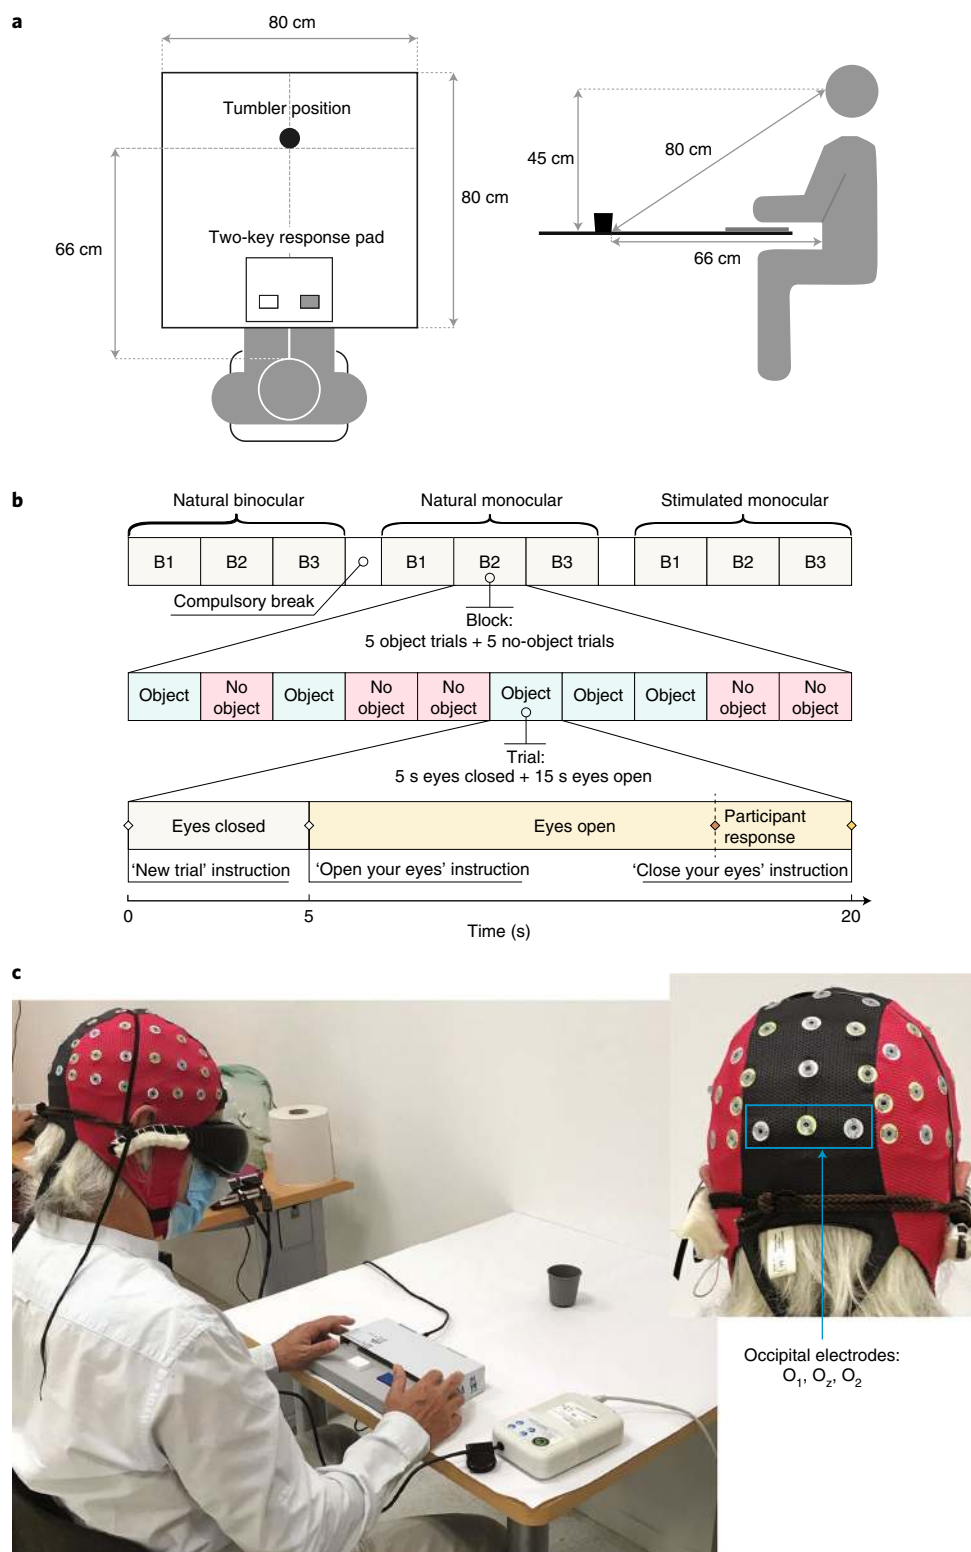 a
80 cm
Tumbler position
80 cm
66 cm
Two-key response pad
45 cm
80 cm
66 cm
b
Natural binocular
Natural monocular
Stimulated monocular
B1 B2 B3 B1 B2 B3 B1 B2 B3
Compulsory break
Block:
5 object trials + 5 no-object trials
Object No object Object No object No object Object Object Object No object No object
Trial:
5 s eyes closed + 15 s eyes open
Eyes closed
Eyes open
Participant
response
‘New trial’ instruction
‘Open your eyes’ instruction
‘Close your eyes’ instruction
0 5 20
Time (s)
c
Occipital electrodes:
O1, Oz, O2